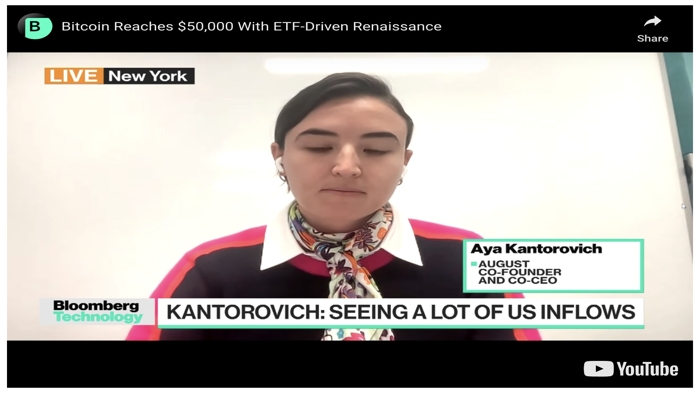 B
Bitcoin Reaches $50,000 With ETF-Driven Renaissance
Share
LIVE New York
Aya Kantorovich
AUGUST
CO-FOUNDER
AND CO-CEO
Bloomberg
Technology
KANTOROVICH: SEEING A LOT OF US INFLOWS
YouTube